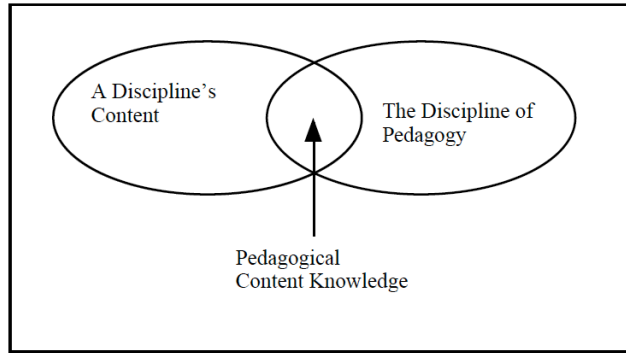 A Discipline's
Content
The Discipline of
Pedagogy
Pedagogical
Content Knowledge